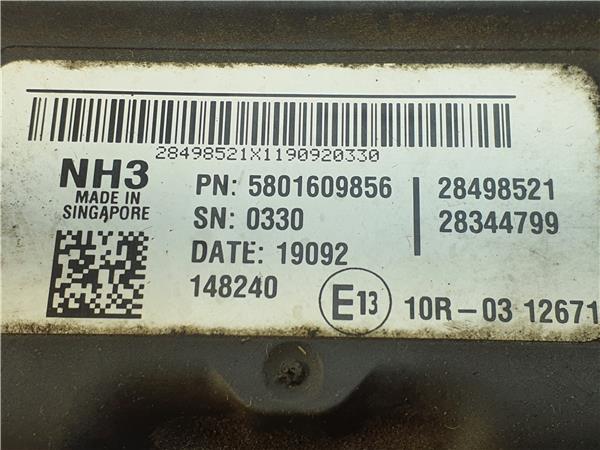 28498521X1190920330
NH3
MADE IN
SINGAPORE
PN: 5801609856
SN: 0330
DATE: 19092
148240
28498521
28344799
E13
10R-03 12671